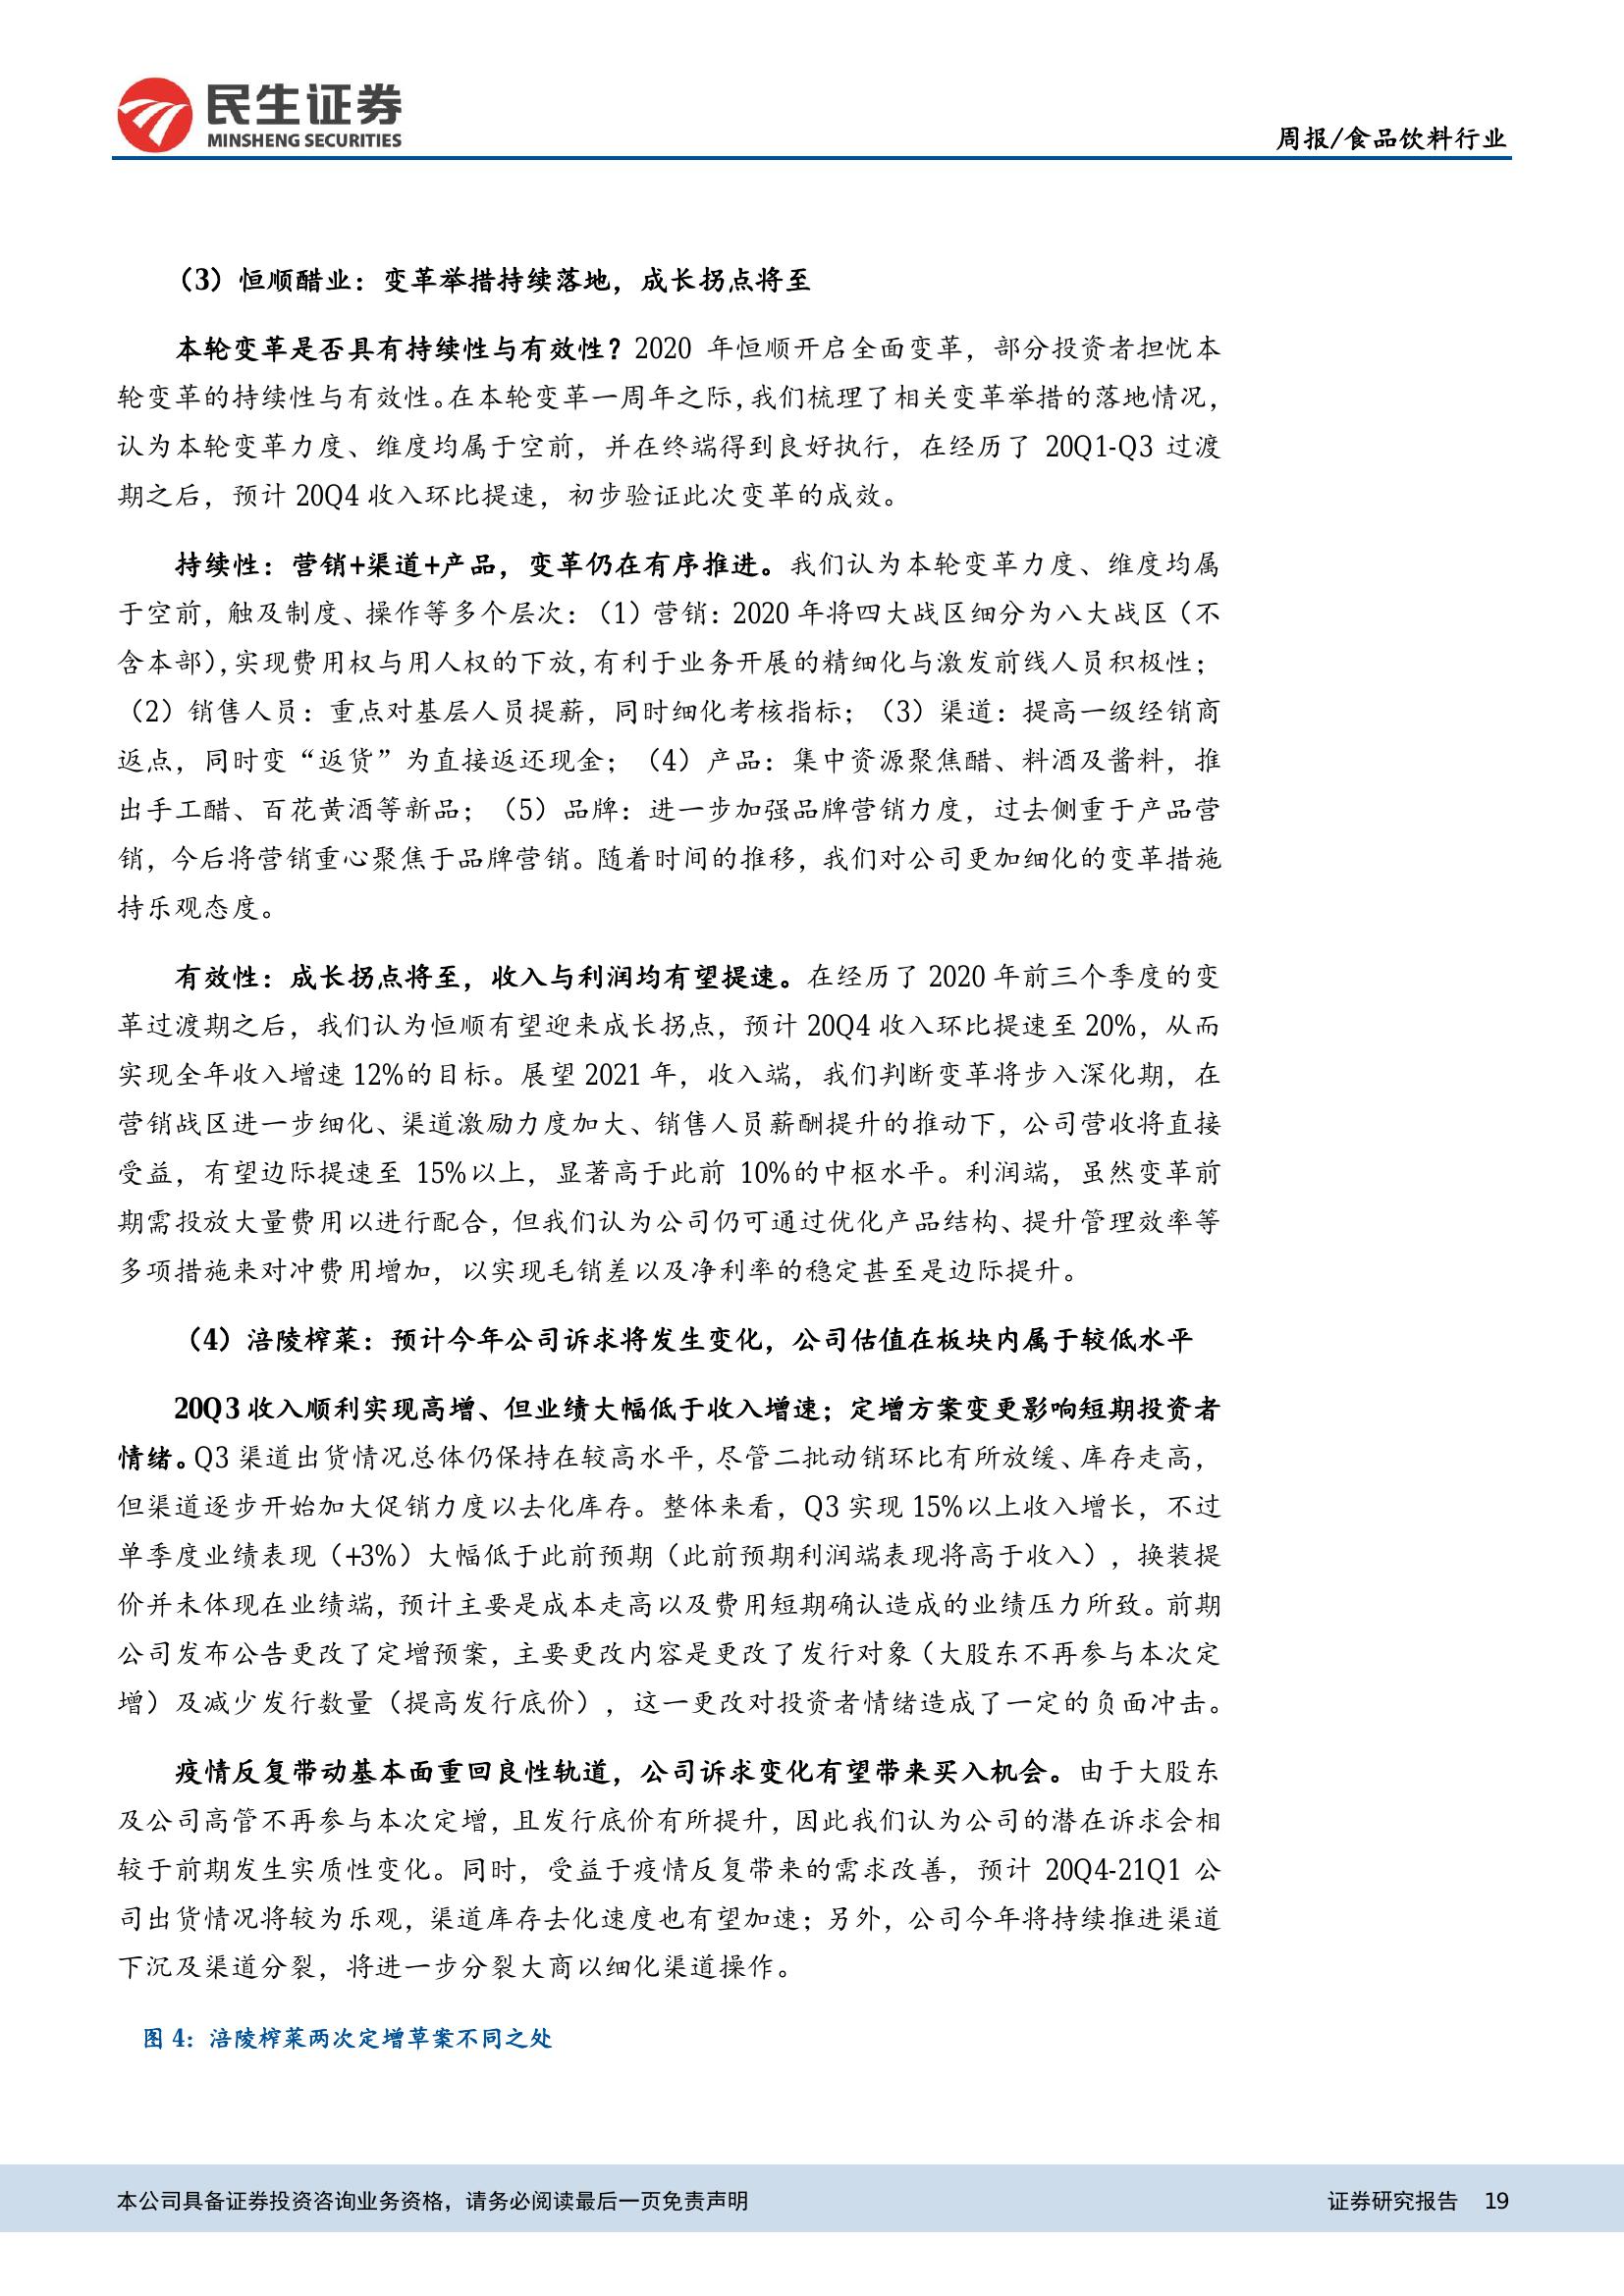 民生证券
MINSHENG SECURITIES
周报/食品饮料行业
（3）恒顺醋业：变革举措持续落地，成长拐点将至
本轮变革是否具有持续性与有效性？2020 年恒顺开启全面变革，部分投资者担忧本
轮变革的持续性与有效性。在本轮变革一周年之际，我们梳理了相关变革举措的落地情况，
认为本轮变革力度、维度均属于空前，并在终端得到良好执行，在经历了 20Q1-Q3 过渡
期之后，预计 20Q4 收入环比提速，初步验证此次变革的成效。
持续性：营销+渠道+产品，变革仍在有序推进。我们认为本轮变革力度、维度均属
于空前，触及制度、操作等多个层次：（1）营销：2020 年将四大战区细分为八大战区（不
含本部），实现费用权与用人权的下放，有利于业务开展的精细化与激发前线人员积极性；
（2）销售人员：重点对基层人员提薪，同时细化考核指标；（3）渠道：提高一级经销商
返点，同时变“返货”为直接返还现金；（4）产品：集中资源聚焦醋、料酒及酱料，推
出手工醋、百花黄酒等新品；（5）品牌：进一步加强品牌营销力度，过去侧重于产品营
销，今后将营销重心聚焦于品牌营销。随着时间的推移，我们对公司更加细化的变革措施
持乐观态度。
有效性：成长拐点将至，收入与利润均有望提速。在经历了 2020 年前三个季度的变
革过渡期之后，我们认为恒顺有望迎来成长拐点，预计 20Q4 收入环比提速至 20%，从而
实现全年收入增速 12%的目标。展望 2021 年，收入端，我们判断变革将步入深化期，在
营销战区进一步细化、渠道激励力度加大、销售人员薪酬提升的推动下，公司营收将直接
受益，有望边际提速至 15%以上，显著高于此前 10%的中枢水平。利润端，虽然变革前
期需投放大量费用以进行配合，但我们认为公司仍可通过优化产品结构、提升管理效率等
多项措施来对冲费用增加，以实现毛销差以及净利率的稳定甚至是边际提升。
（4）涪陵榨菜：预计今年公司诉求将发生变化，公司估值在板块内属于较低水平
20Q3 收入顺利实现高增、但业绩大幅低于收入增速；定增方案变更影响短期投资者
情绪。Q3 渠道出货情况总体仍保持在较高水平，尽管二批动销环比有所放缓、库存走高，
但渠道逐步开始加大促销力度以去化库存。整体来看，Q3 实现 15%以上收入增长，不过
单季度业绩表现（+3%）大幅低于此前预期（此前预期利润端表现将高于收入），换装提
价并未体现在业绩端，预计主要是成本走高以及费用短期确认造成的业绩压力所致。前期
公司发布公告更改了定增预案，主要更改内容是更改了发行对象（大股东不再参与本次定
增）及减少发行数量（提高发行底价），这一更改对投资者情绪造成了一定的负面冲击。
疫情反复带动基本面重回良性轨道，公司诉求变化有望带来买入机会。由于大股东
及公司高管不再参与本次定增，且发行底价有所提升，因此我们认为公司的潜在诉求会相
较于前期发生实质性变化。同时，受益于疫情反复带来的需求改善，预计 20Q4-21Q1 公
司出货情况将较为乐观，渠道库存去化速度也有望加速；另外，公司今年将持续推进渠道
下沉及渠道分裂，将进一步分裂大商以细化渠道操作。
图 4：涪陵榨菜两次定增草案不同之处
本公司具备证券投资咨询业务资格，请务必阅读最后一页免责声明
证券研究报告 19